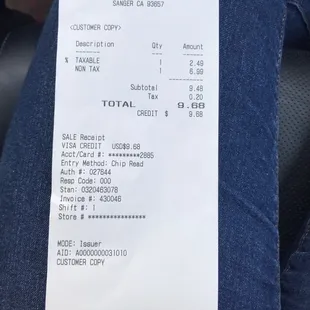 SANGER CA 93657
<CUSTOMER COPY>
Description Qty Amount
% TAXABLE 1 2.49
NON TAX 1 6.99
Subtotal 9.48
Tax 0.20
TOTAL 9.68
CREDIT $ 9.68
SALE Receipt
VISA CREDIT USD$9.68
Acct/Card #: *********2885
Entry Method: Chip Read
Auth #: 027844
Resp Code: 000
Stan: 0320463078
Invoice #: 430046
Shift #: 1
Store # ****************
MODE: Issuer
AID: A0000000031010
CUSTOMER COPY